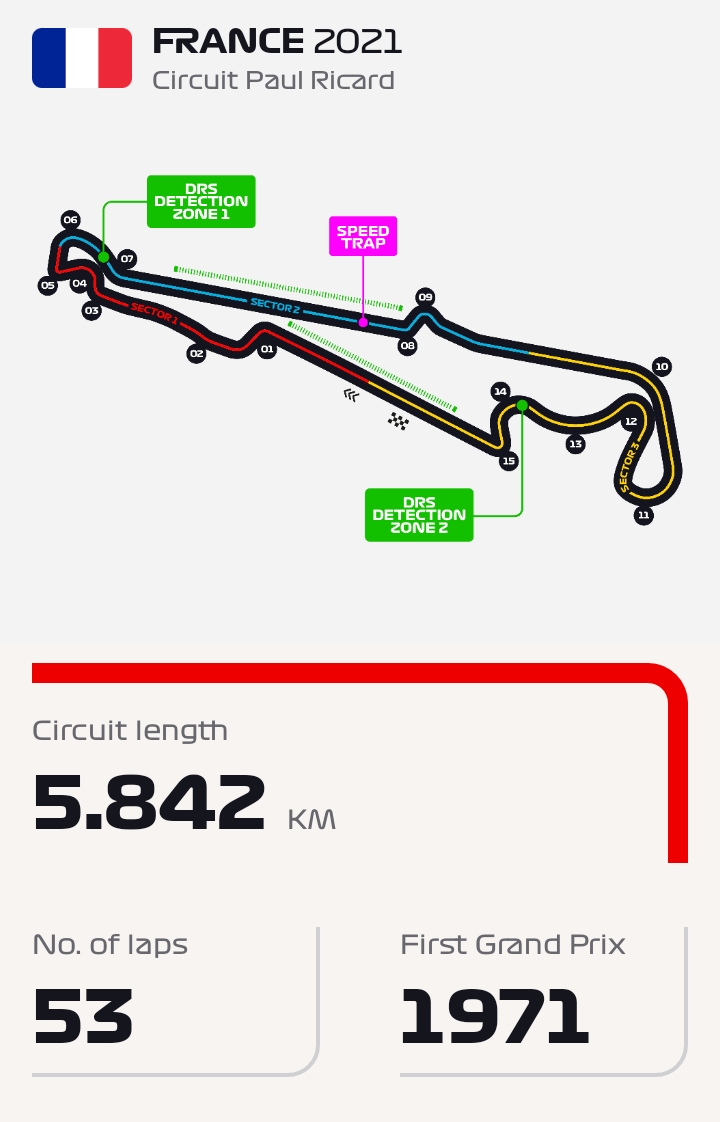 FRANCE 2021
Circuit Paul Ricard
DRS
DETECTION
ZONE 1
SPEED
TRAP
06
07
05
04
03
SECTOR 1
SECTOR 2
09
08
02
01
10
14
12
13
15
SECTOR 3
11
DRS
DETECTION
ZONE 2
Circuit length
5.842 KM
No. of laps
53
First Grand Prix
1971